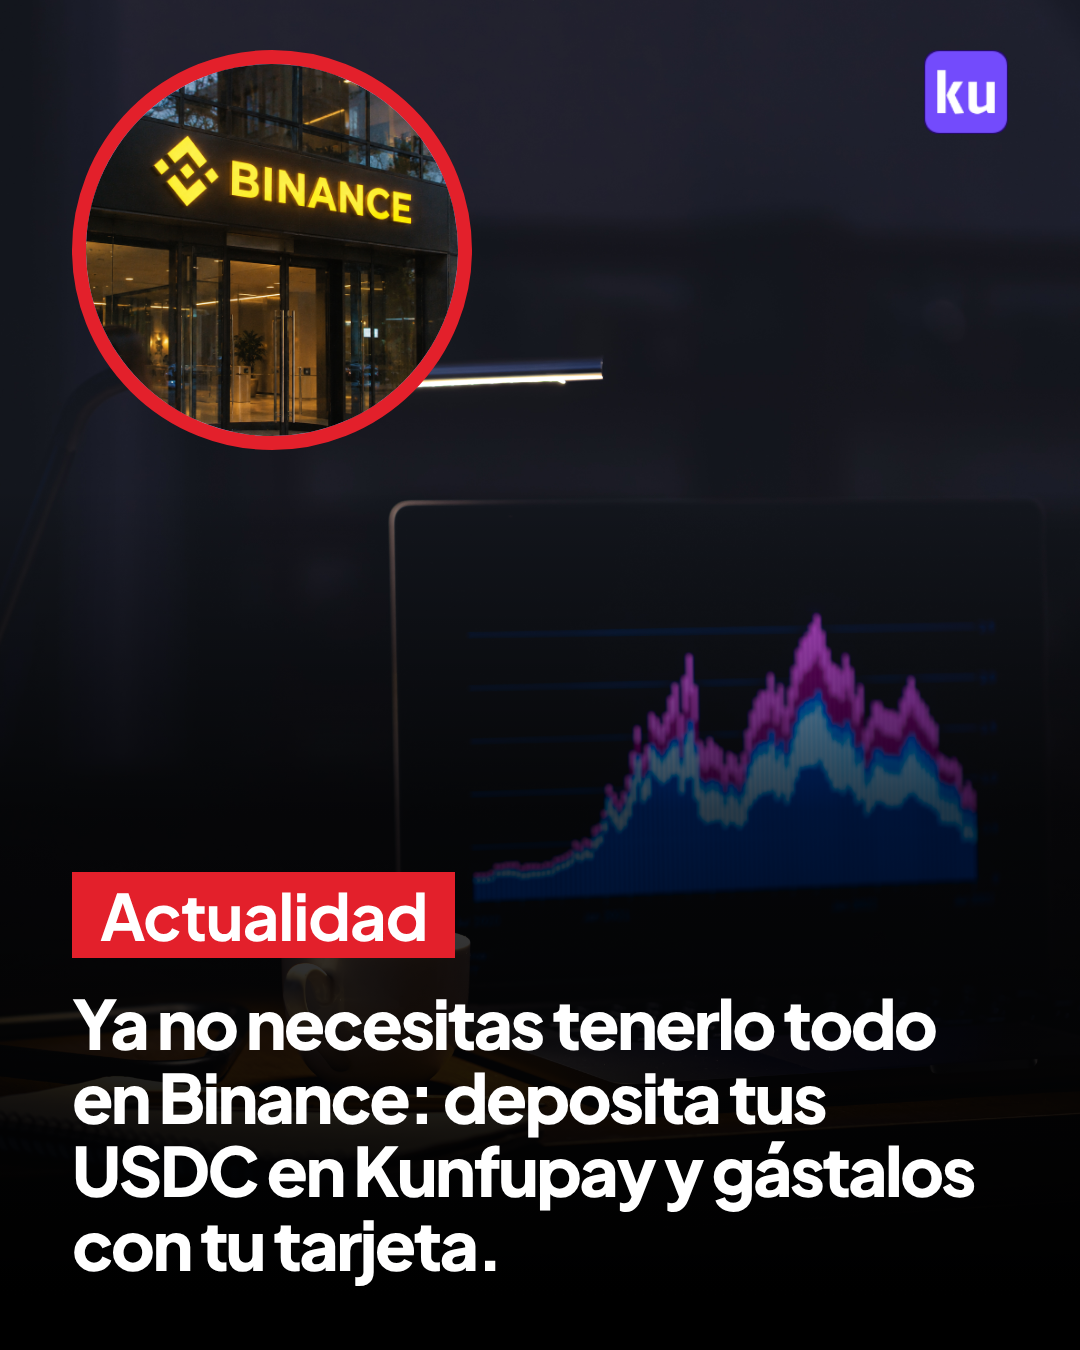 BINANCE
ku
Actualidad
Ya no necesitas tenerlo todo
en Binance: deposita tus
USDC en Kunfupay y gástalos
con tu tarjeta.